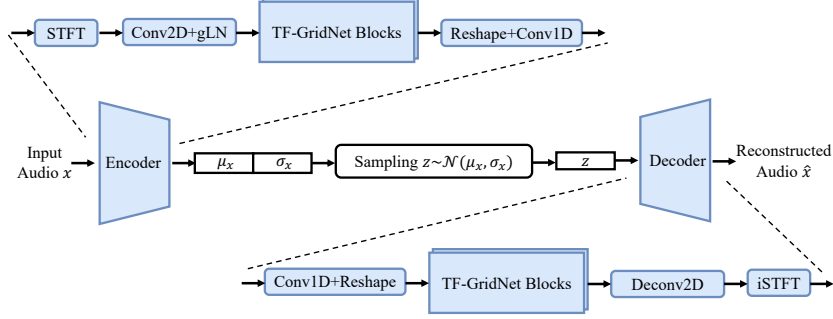 STFT
Conv2D+gLN
TF-GridNet Blocks
Reshape+Conv1D
Input
Audio 𝑥
Encoder
𝜇ₓ
𝜎ₓ
Sampling 𝑧~𝒩(𝜇ₓ, 𝜎ₓ)
𝑧
Decoder
Reconstructed
Audio 𝑥̂
Conv1D+Reshape
TF-GridNet Blocks
Deconv2D
iSTFT